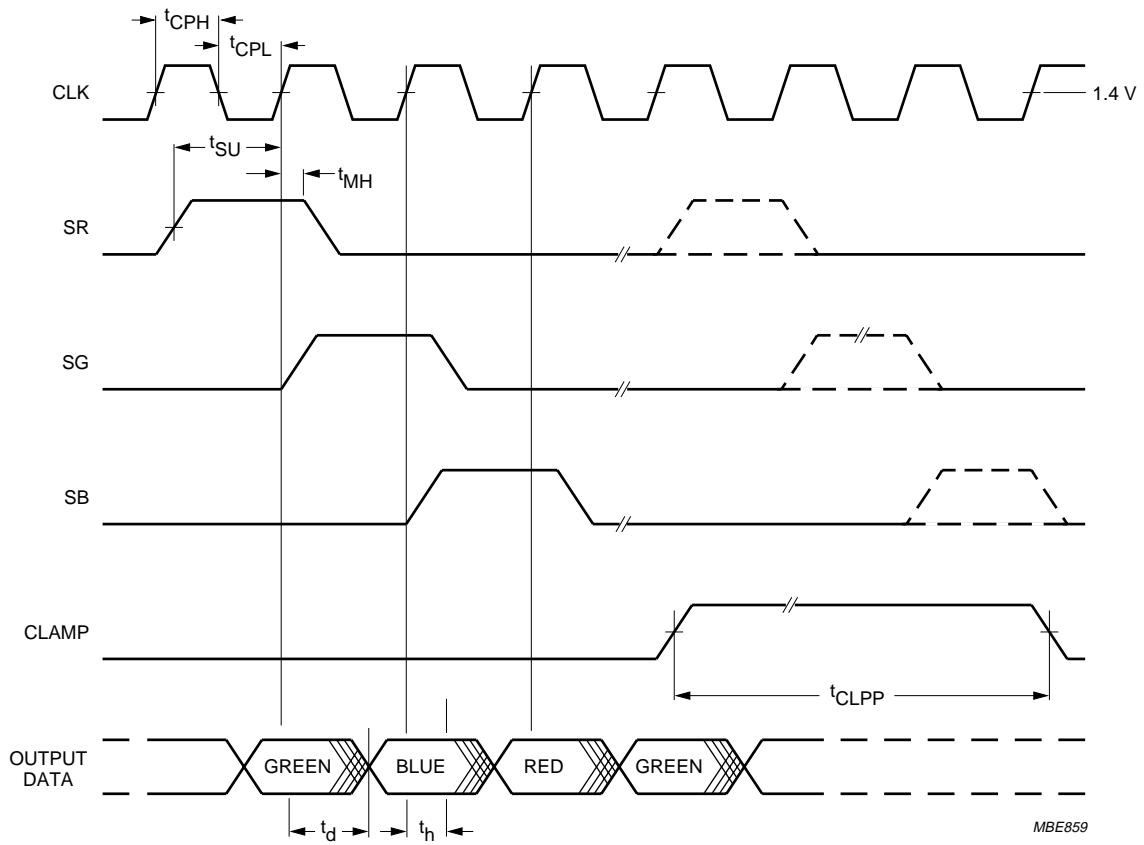 tCPH
tCPL
CLK
1.4 V
tSU
tMH
SR
SG
SB
CLAMP
tCLPP
OUTPUT
DATA
GREEN
BLUE
RED
GREEN
td
th
MBE859